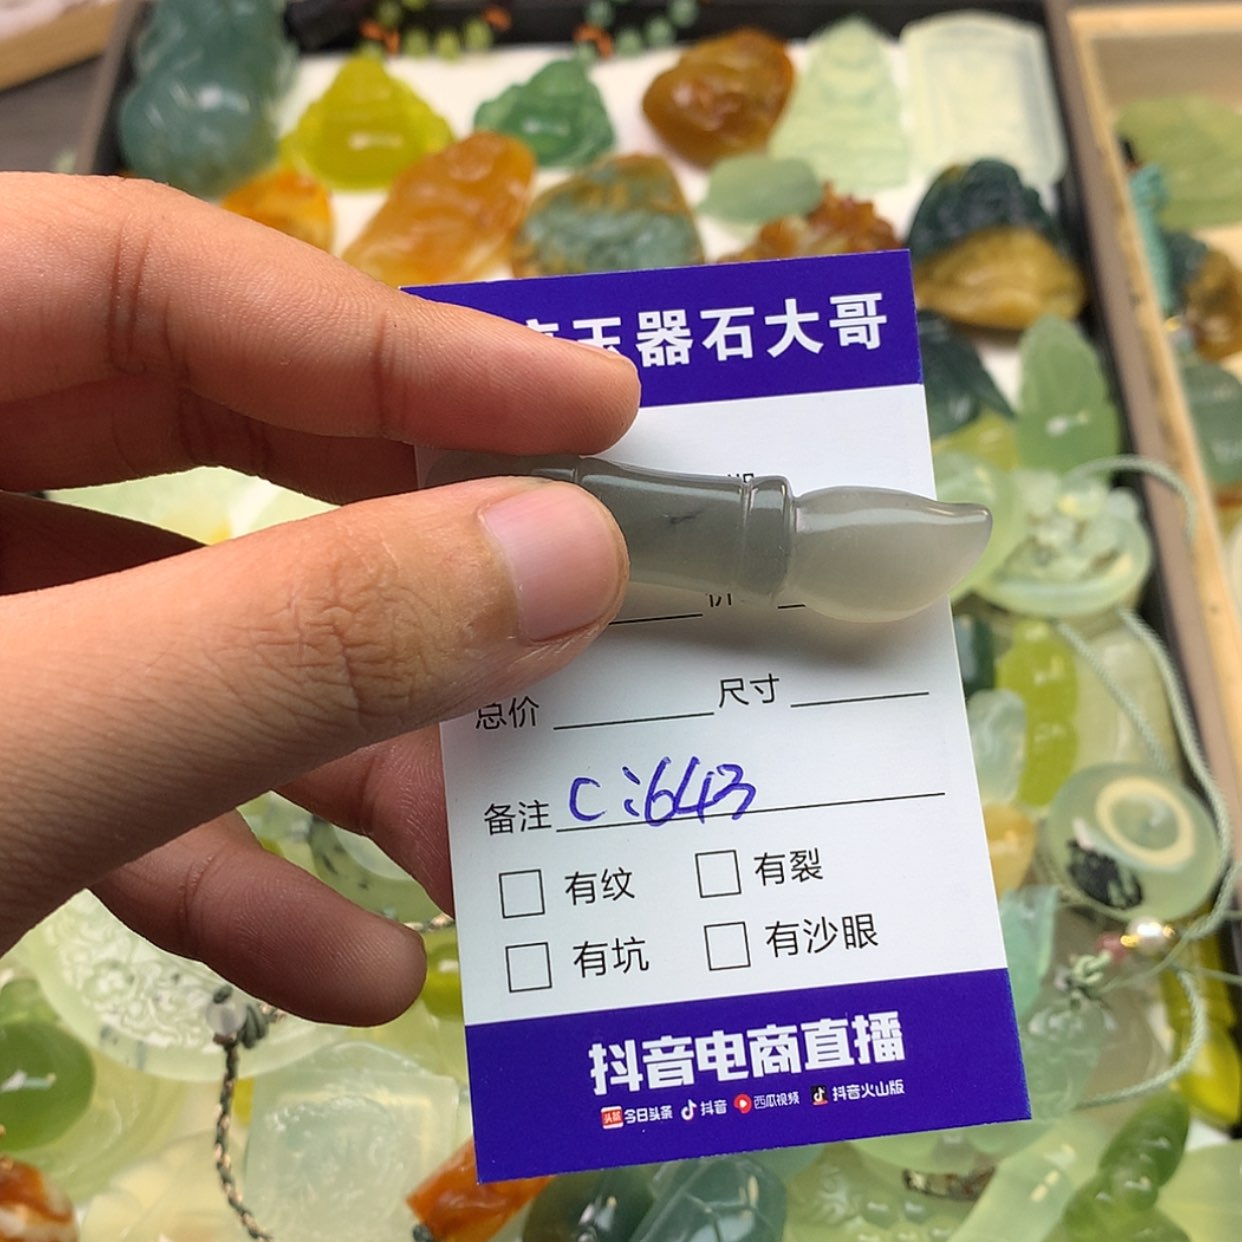 玉器石大哥
总价 尺寸
备注 C:643
有纹 有裂
有坑 有沙眼
抖音电商直播
头条 今日头条 抖音 西瓜视频 抖音火山版